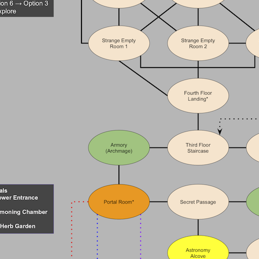 on 6 → Option 3
xplore
Strange Empty
Room 1
Strange Empty
Room 2
Fourth Floor
Landing*
Armory
(Archmage)
Third Floor
Staircase
als
ower Entrance
moning Chamber
Herb Garden
Portal Room*
Secret Passage
Astronomy
Alcove